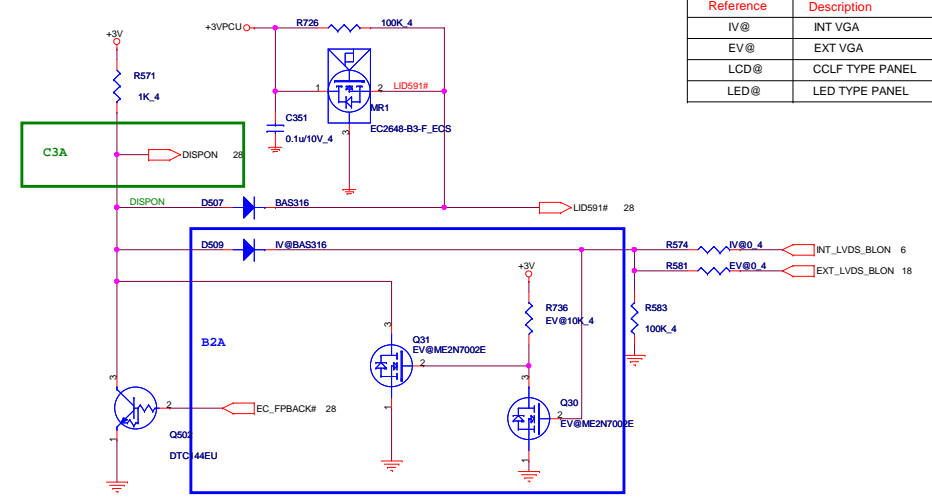 Reference Description
IV@ INT VGA
EV@ EXT VGA
LCD@ CCLF TYPE PANEL
LED@ LED TYPE PANEL
+3VPCU R726 100K_4
+3V
R571
1K_4
1 2 LID591#
MR1
EC2648-B3-F_ECS
3
C351
0.1u/10V_4
C3A
DISPON 28
DISPON D507 BAS316
LID591# 28
D509 IV@BAS316
R574 IV@0_4 INT_LVDS_BLON 6
R581 EV@0_4 EXT_LVDS_BLON 18
+3V
R736
EV@10K_4
R583
100K_4
B2A
3
Q31
EV@ME2N7002E
2
1
3
Q30
EV@ME2N7002E
2
1
3
2 EC_FPBACK# 28
1
Q502
DTC144EU